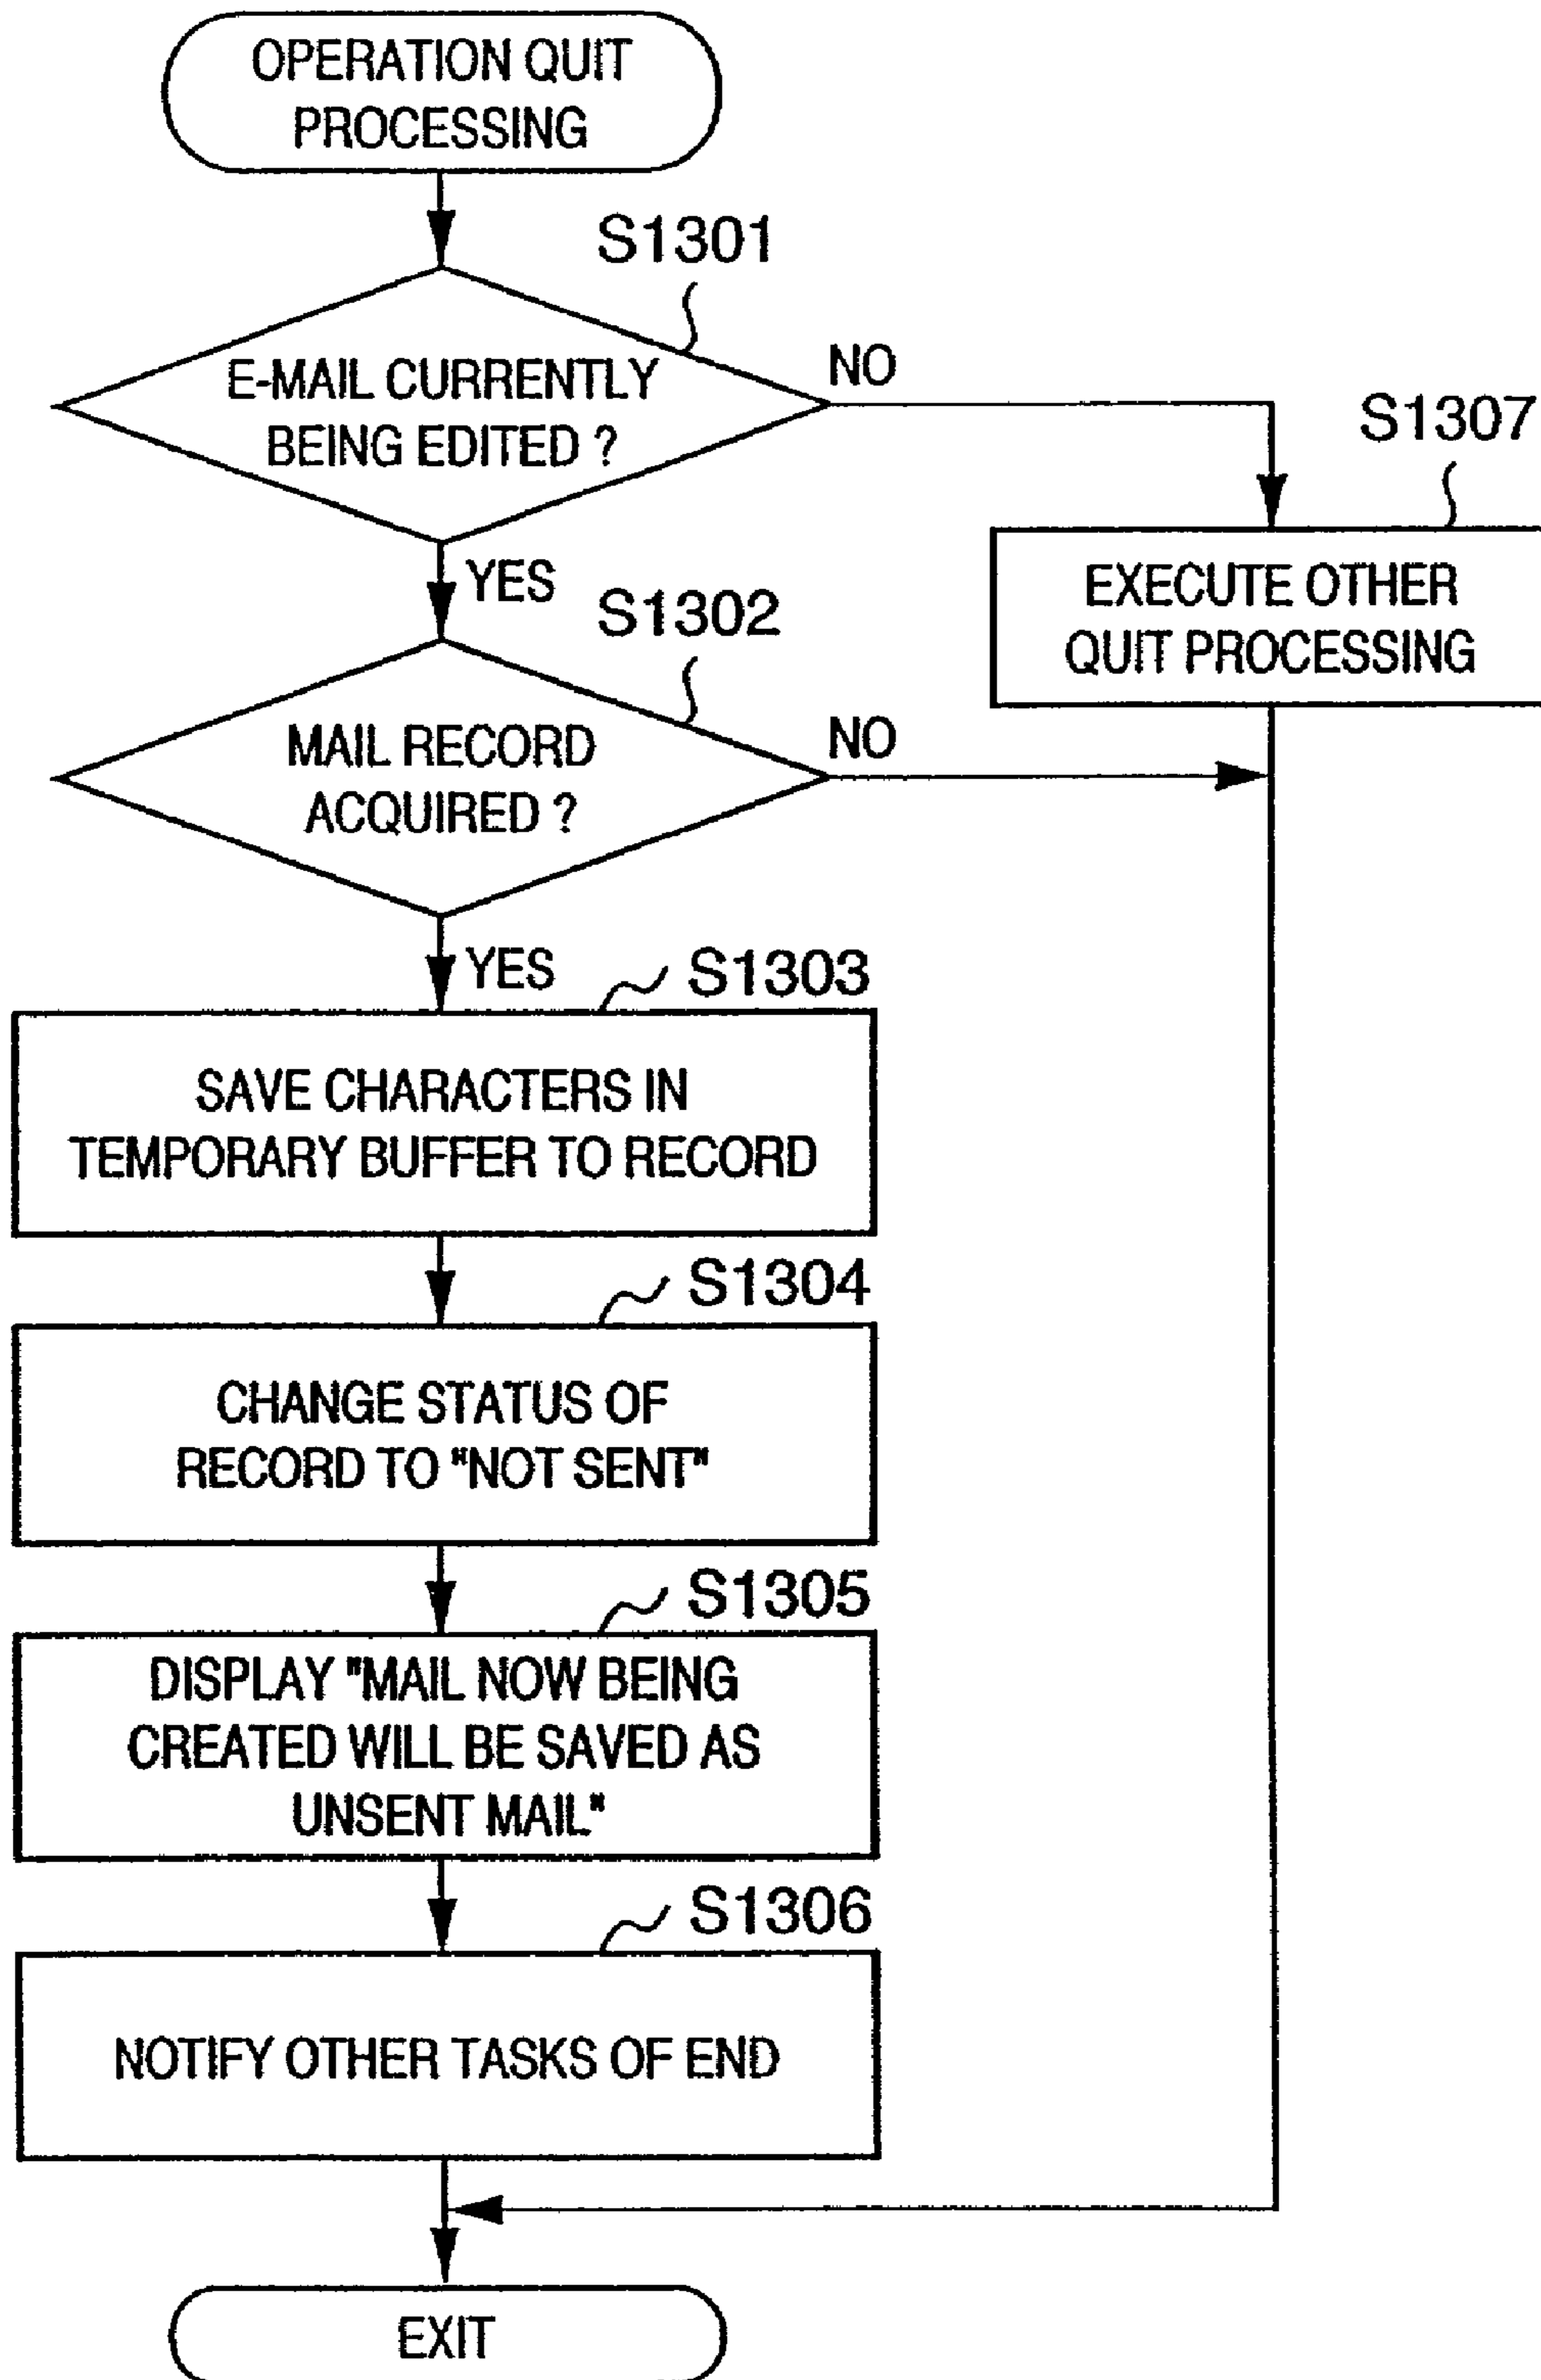 OPERATION QUIT
PROCESSING
S1301
E-MAIL CURRENTLY
BEING EDITED ?
NO
S1307
EXECUTE OTHER
QUIT PROCESSING
YES
S1302
MAIL RECORD
ACQUIRED ?
NO
YES
S1303
SAVE CHARACTERS IN
TEMPORARY BUFFER TO RECORD
S1304
CHANGE STATUS OF
RECORD TO "NOT SENT"
S1305
DISPLAY "MAIL NOW BEING
CREATED WILL BE SAVED AS
UNSENT MAIL"
S1306
NOTIFY OTHER TASKS OF END
EXIT